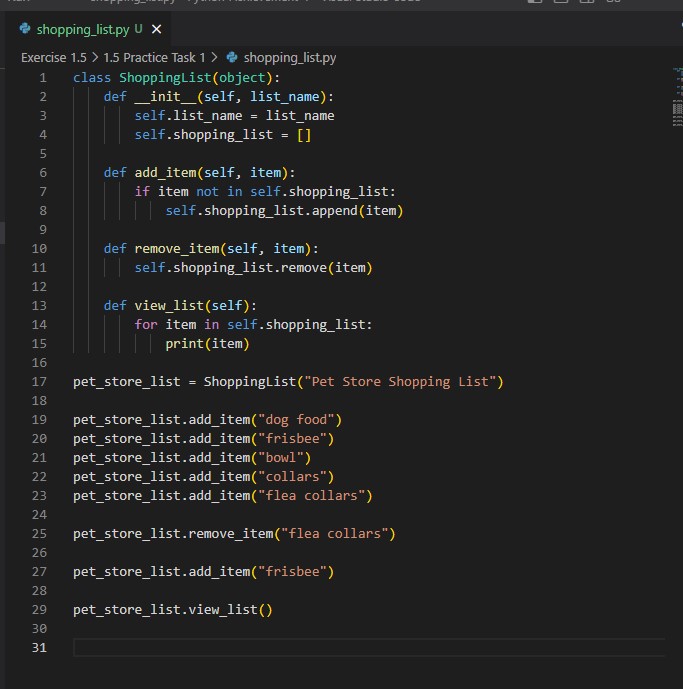 shopping_list.py U
Exercise 1.5 > 1.5 Practice Task 1 > shopping_list.py
1 class ShoppingList(object):
2     def __init__(self, list_name):
3         self.list_name = list_name
4         self.shopping_list = []
5
6     def add_item(self, item):
7         if item not in self.shopping_list:
8             self.shopping_list.append(item)
9
10     def remove_item(self, item):
11         self.shopping_list.remove(item)
12
13     def view_list(self):
14         for item in self.shopping_list:
15             print(item)
16
17 pet_store_list = ShoppingList("Pet Store Shopping List")
18
19 pet_store_list.add_item("dog food")
20 pet_store_list.add_item("frisbee")
21 pet_store_list.add_item("bowl")
22 pet_store_list.add_item("collars")
23 pet_store_list.add_item("flea collars")
24
25 pet_store_list.remove_item("flea collars")
26
27 pet_store_list.add_item("frisbee")
28
29 pet_store_list.view_list()
30
31